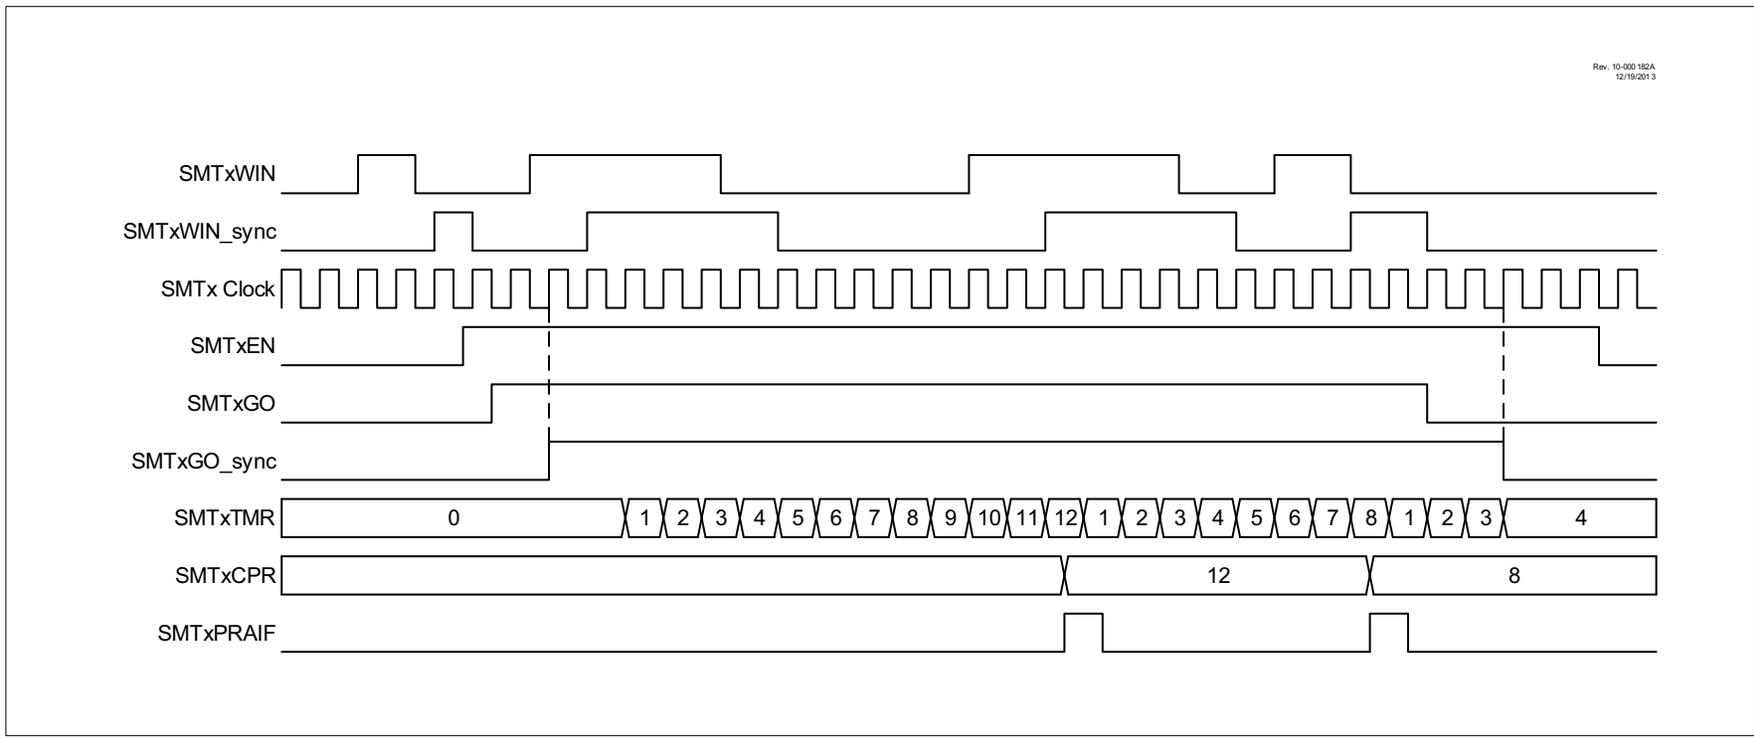 Rev. 10-000 182A
12/19/201 3
SMTxWIN
SMTxWIN_sync
SMTx Clock
SMTxEN
SMTxGO
SMTxGO_sync
SMTxTMR 0 1 2 3 4 5 6 7 8 9 10 11 12 1 2 3 4 5 6 7 8 1 2 3 4
SMTxCPR 12 8
SMTxPRAIF